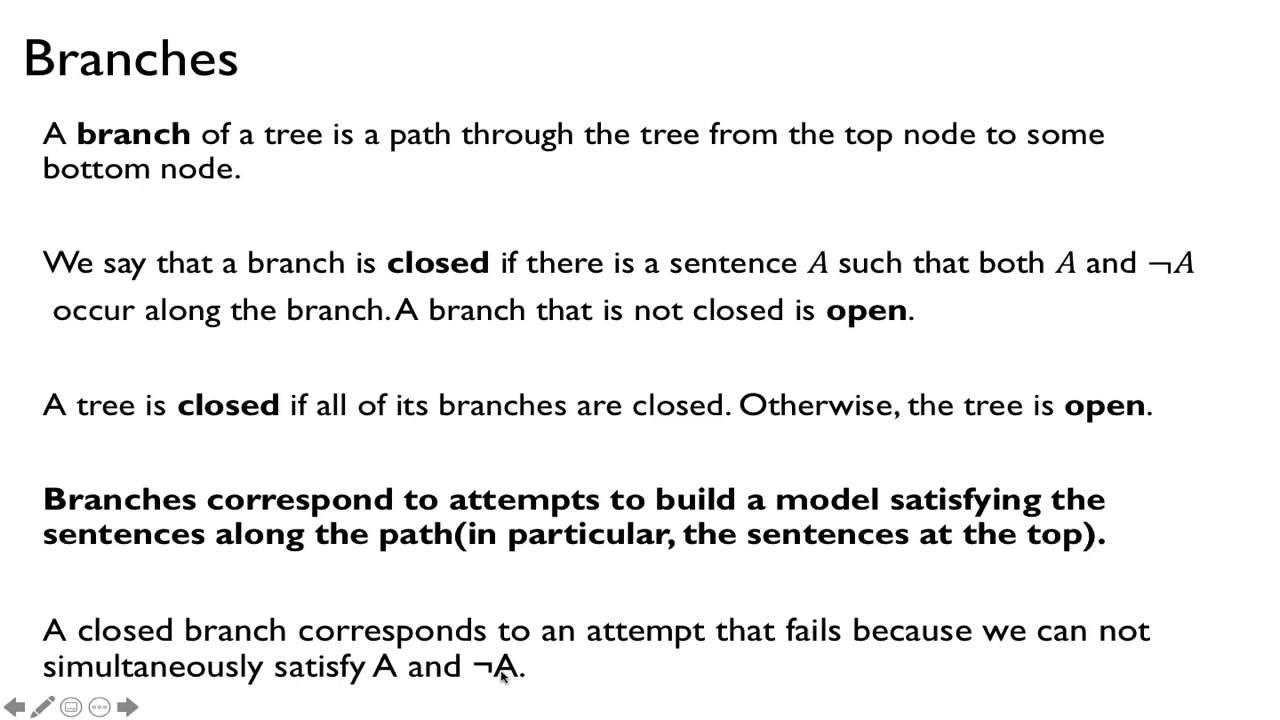 Branches
A branch of a tree is a path through the tree from the top node to some
bottom node.
We say that a branch is closed if there is a sentence A such that both A and ¬A
occur along the branch. A branch that is not closed is open.
A tree is closed if all of its branches are closed. Otherwise, the tree is open.
Branches correspond to attempts to build a model satisfying the
sentences along the path(in particular, the sentences at the top).
A closed branch corresponds to an attempt that fails because we can not
simultaneously satisfy A and ¬A.